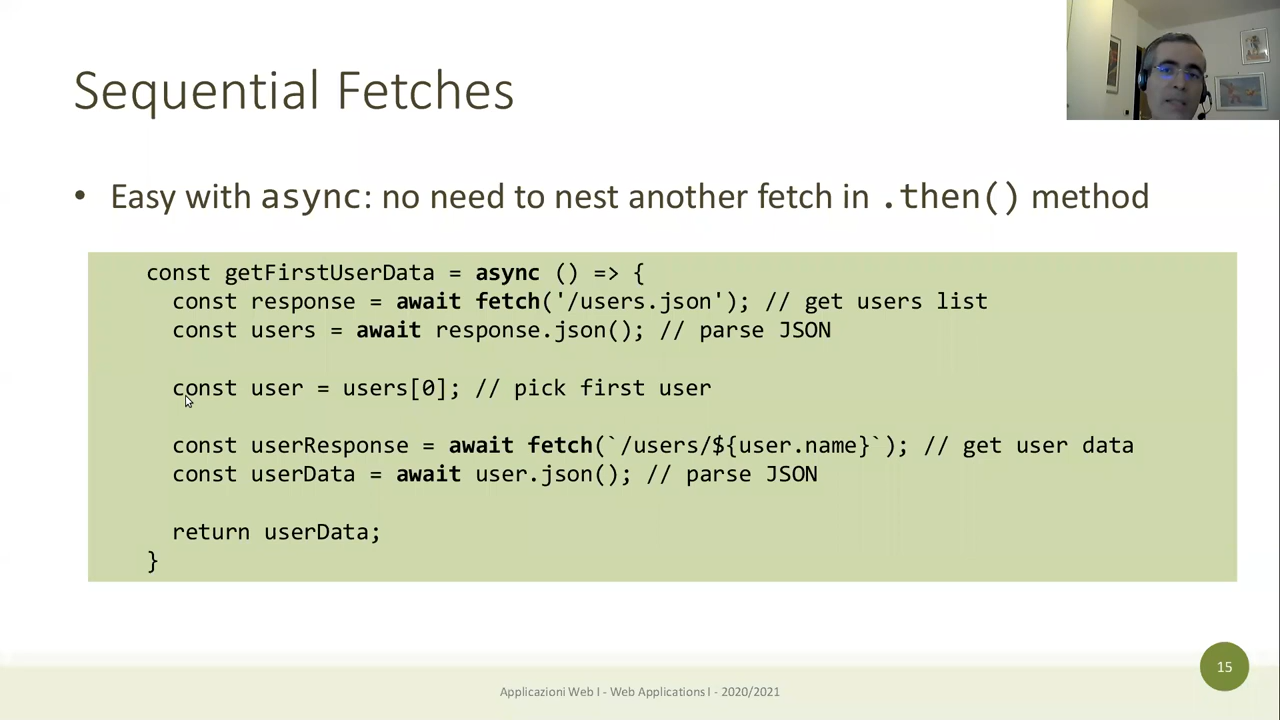 Sequential Fetches
• Easy with async: no need to nest another fetch in .then() method
const getFirstUserData = async () => {
const response = await fetch('/users.json'); // get users list
const users = await response.json(); // parse JSON
const user = users[0]; // pick first user
const userResponse = await fetch(`/users/${user.name}`); // get user data
const userData = await user.json(); // parse JSON
return userData;
}
15
Applicazioni Web I - Web Applications I - 2020/2021